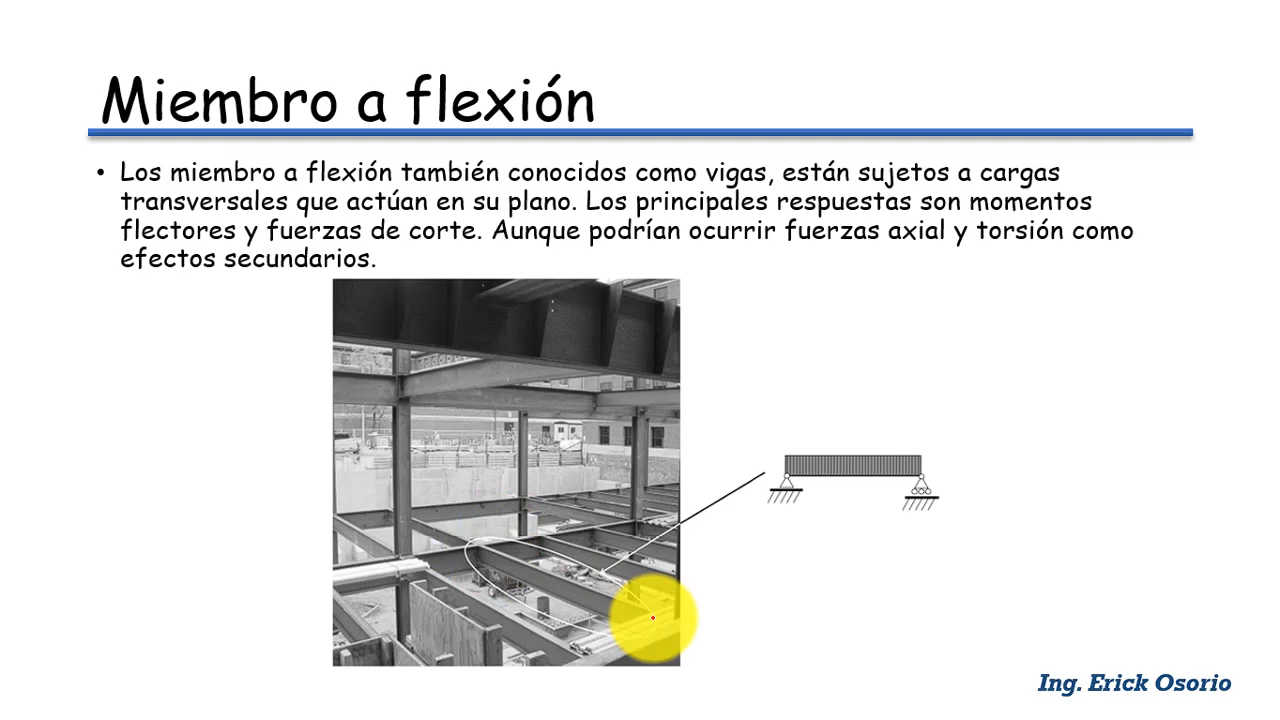 Miembro a flexión
• Los miembro a flexión también conocidos como vigas, están sujetos a cargas
transversales que actúan en su plano. Los principales respuestas son momentos
flectores y fuerzas de corte. Aunque podrían ocurrir fuerzas axial y torsión como
efectos secundarios.
Ing. Erick Osorio